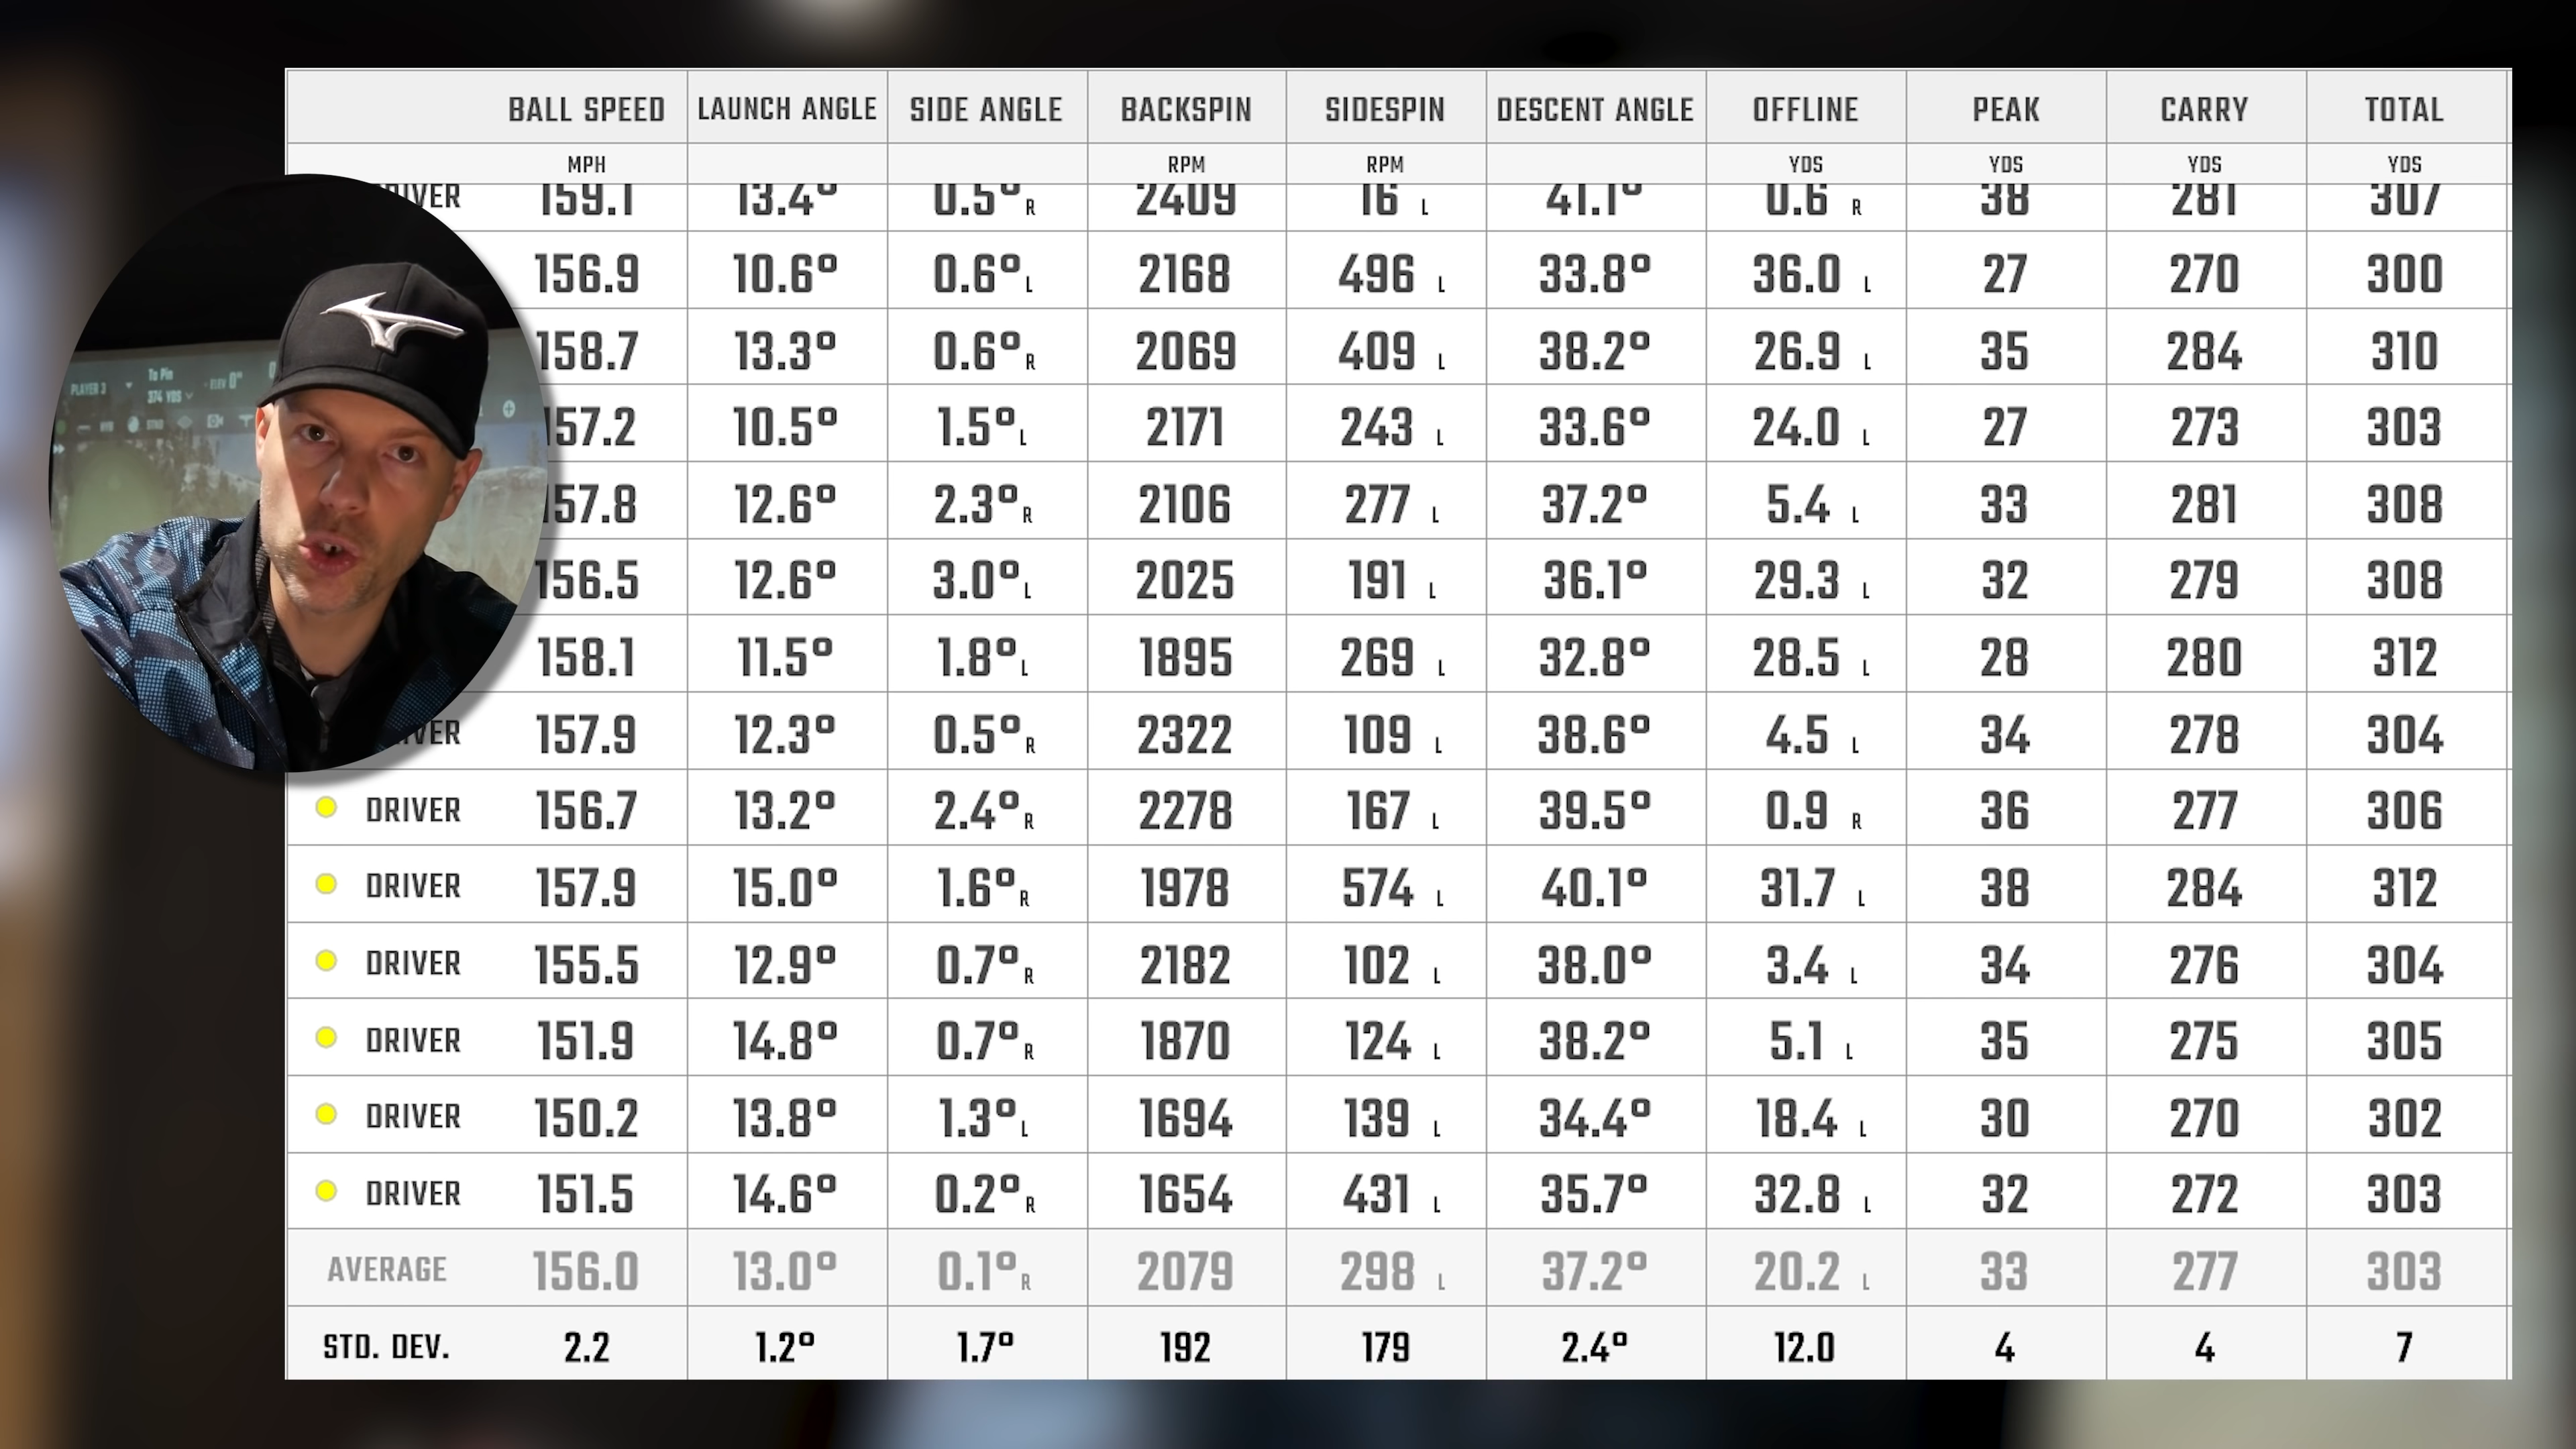 BALL SPEED LAUNCH ANGLE SIDE ANGLE BACKSPIN SIDESPIN DESCENT ANGLE OFFLINE PEAK CARRY TOTAL
MPH RPM RPM YDS YDS YDS YDS
159.1 13.4° 0.5° R 2409 16 L 41.1° 0.6 R 38 281 307
156.9 10.6° 0.6° L 2168 496 L 33.8° 36.0 L 27 270 300
158.7 13.3° 0.6° R 2069 409 L 38.2° 26.9 L 35 284 310
57.2 10.5° 1.5° L 2171 243 L 33.6° 24.0 L 27 273 303
57.8 12.6° 2.3° R 2106 277 L 37.2° 5.4 L 33 281 308
156.5 12.6° 3.0° L 2025 191 L 36.1° 29.3 L 32 279 308
158.1 11.5° 1.8° L 1895 269 L 32.8° 28.5 L 28 280 312
157.9 12.3° 0.5° R 2322 109 L 38.6° 4.5 L 34 278 304
DRIVER 156.7 13.2° 2.4° R 2278 167 L 39.5° 0.9 R 36 277 306
DRIVER 157.9 15.0° 1.6° R 1978 574 L 40.1° 31.7 L 38 284 312
DRIVER 155.5 12.9° 0.7° R 2182 102 L 38.0° 3.4 L 34 276 304
DRIVER 151.9 14.8° 0.7° R 1870 124 L 38.2° 5.1 L 35 275 305
DRIVER 150.2 13.8° 1.3° L 1694 139 L 34.4° 18.4 L 30 270 302
DRIVER 151.5 14.6° 0.2° R 1654 431 L 35.7° 32.8 L 32 272 303
AVERAGE 156.0 13.0° 0.1° R 2079 298 L 37.2° 20.2 L 33 277 303
STD. DEV. 2.2 1.2° 1.7° 192 179 2.4° 12.0 4 4 7
PLAYER 3
To Pin
374 YDS
ELEV 0°